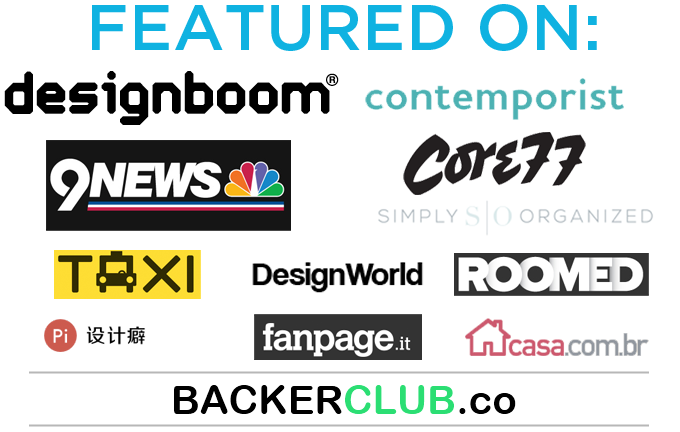 FEATURED ON:
designboom®
contemporist
9NEWS
Core77
SIMPLY S|O ORGANIZED
TAXI
DesignWorld
ROOMED
Pi 设计癖
fanpage.it
casa.com.br
BACKERCLUB.co